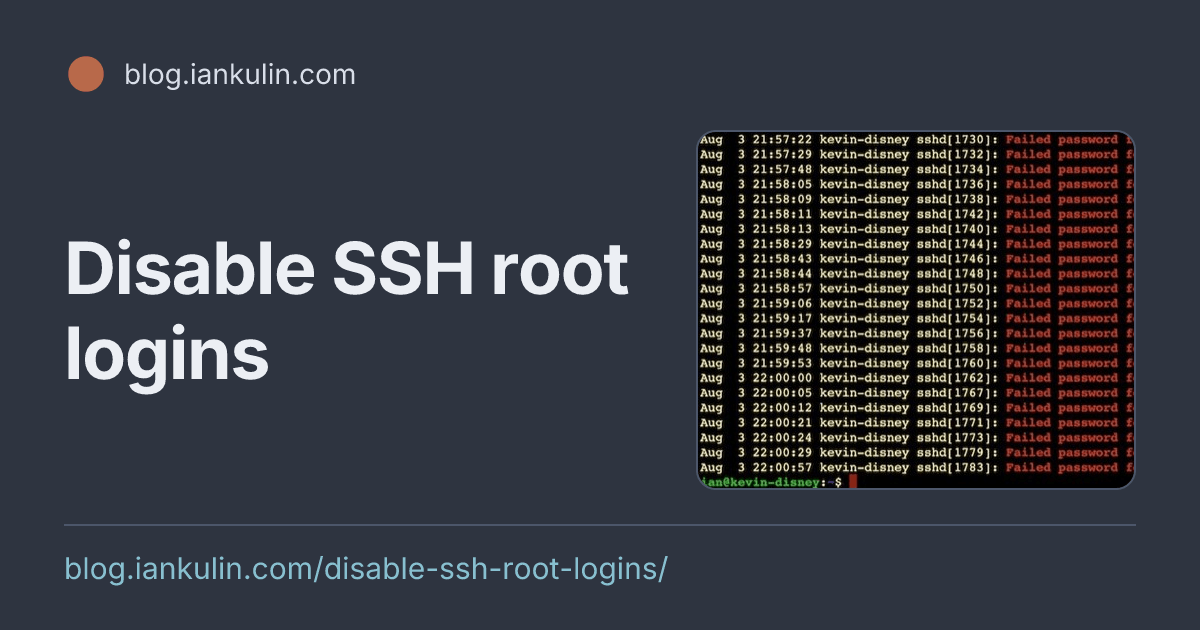 blog.iankulin.com
Disable SSH root
logins
Aug  3 21:57:22 kevin-disney sshd[1730]: Failed password
Aug  3 21:57:29 kevin-disney sshd[1732]: Failed password
Aug  3 21:57:48 kevin-disney sshd[1734]: Failed password
Aug  3 21:58:05 kevin-disney sshd[1736]: Failed password
Aug  3 21:58:09 kevin-disney sshd[1738]: Failed password
Aug  3 21:58:11 kevin-disney sshd[1742]: Failed password
Aug  3 21:58:13 kevin-disney sshd[1740]: Failed password
Aug  3 21:58:29 kevin-disney sshd[1744]: Failed password
Aug  3 21:58:43 kevin-disney sshd[1746]: Failed password
Aug  3 21:58:44 kevin-disney sshd[1748]: Failed password
Aug  3 21:58:57 kevin-disney sshd[1750]: Failed password
Aug  3 21:59:06 kevin-disney sshd[1752]: Failed password
Aug  3 21:59:17 kevin-disney sshd[1754]: Failed password
Aug  3 21:59:37 kevin-disney sshd[1756]: Failed password
Aug  3 21:59:48 kevin-disney sshd[1758]: Failed password
Aug  3 21:59:53 kevin-disney sshd[1760]: Failed password
Aug  3 22:00:00 kevin-disney sshd[1762]: Failed password
Aug  3 22:00:05 kevin-disney sshd[1767]: Failed password
Aug  3 22:00:12 kevin-disney sshd[1769]: Failed password
Aug  3 22:00:21 kevin-disney sshd[1771]: Failed password
Aug  3 22:00:24 kevin-disney sshd[1773]: Failed password
Aug  3 22:00:29 kevin-disney sshd[1779]: Failed password
Aug  3 22:00:57 kevin-disney sshd[1783]: Failed password
ian@kevin-disney:~$
blog.iankulin.com/disable-ssh-root-logins/